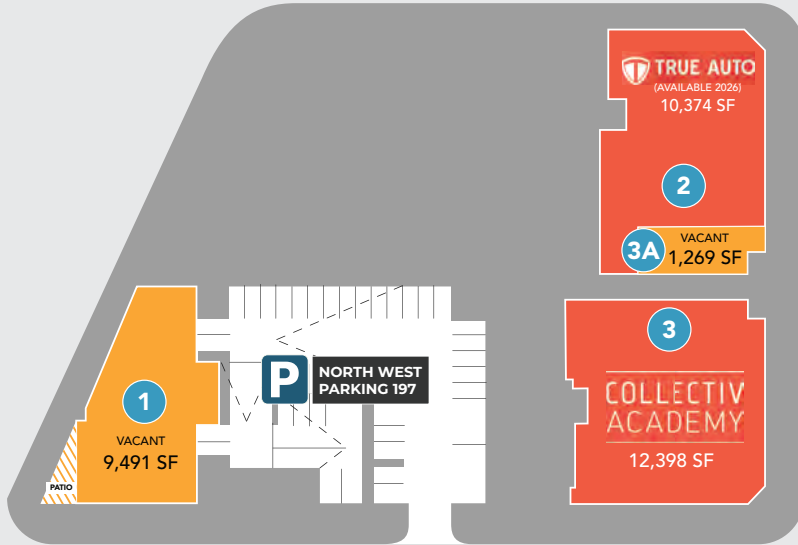 TRUE AUTO
(AVAILABLE 2026)
10,374 SF
2
VACANT
3A
1,269 SF
3
COLLECTIV
ACADEMY
12,398 SF
P
NORTH WEST
PARKING 197
1
VACANT
9,491 SF
PATIO